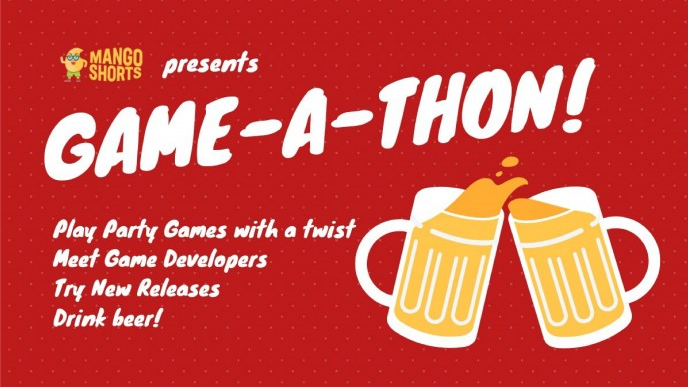 MANGO
SHORTS
presents
GAME-A-THON!
Play Party Games with a twist
Meet Game Developers
Try New Releases
Drink beer!